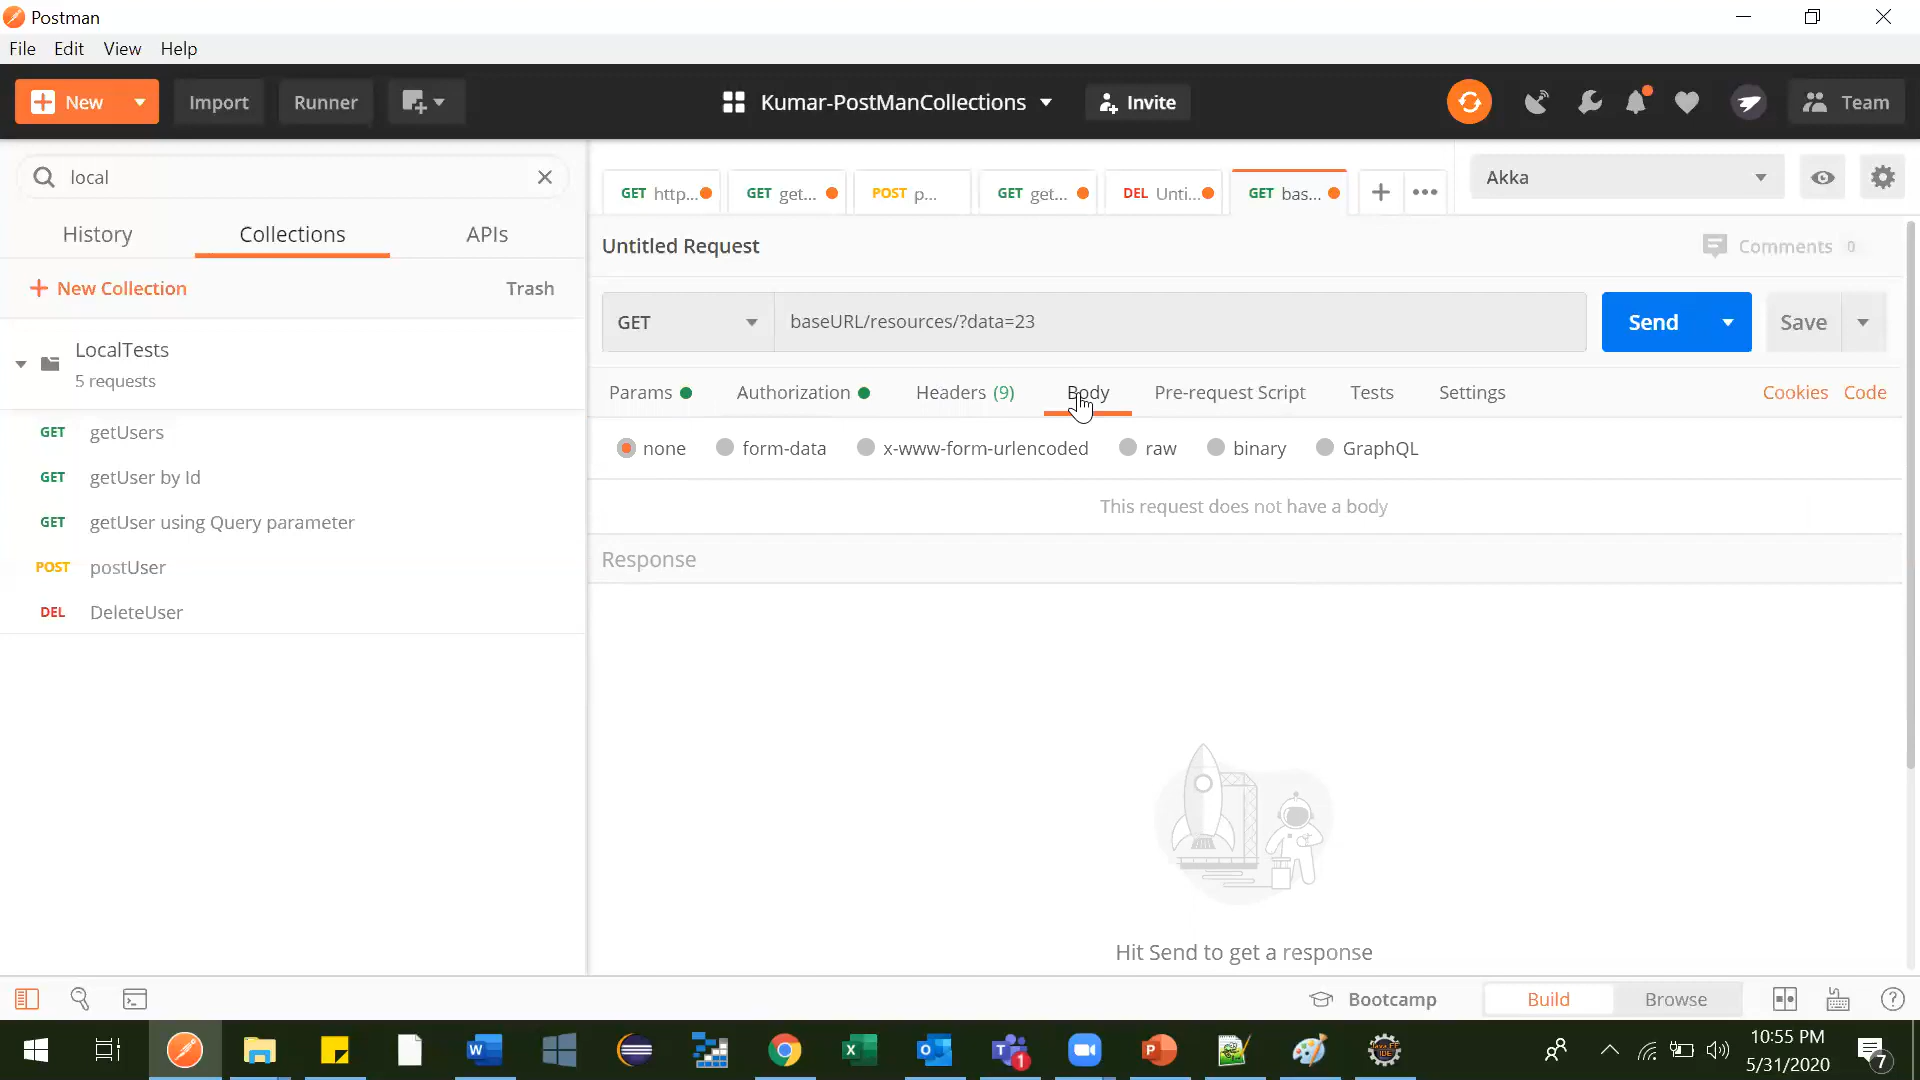 Postman
File Edit View Help
New Import Runner Kumar-PostManCollections Invite Team
local
History Collections APIs
New Collection Trash
LocalTests
5 requests
GET getUsers
GET getUser by Id
GET getUser using Query parameter
POST postUser
DEL DeleteUser
GET http... GET get... POST p... GET get... DEL Unti... GET bas... Akka
Untitled Request Comments 0
GET baseURL/resources/?data=23 Send Save
Params Authorization Headers (9) Body Pre-request Script Tests Settings Cookies Code
none form-data x-www-form-urlencoded raw binary GraphQL
This request does not have a body
Response
Hit Send to get a response
Bootcamp Build Browse
10:55 PM
5/31/2020
1
7